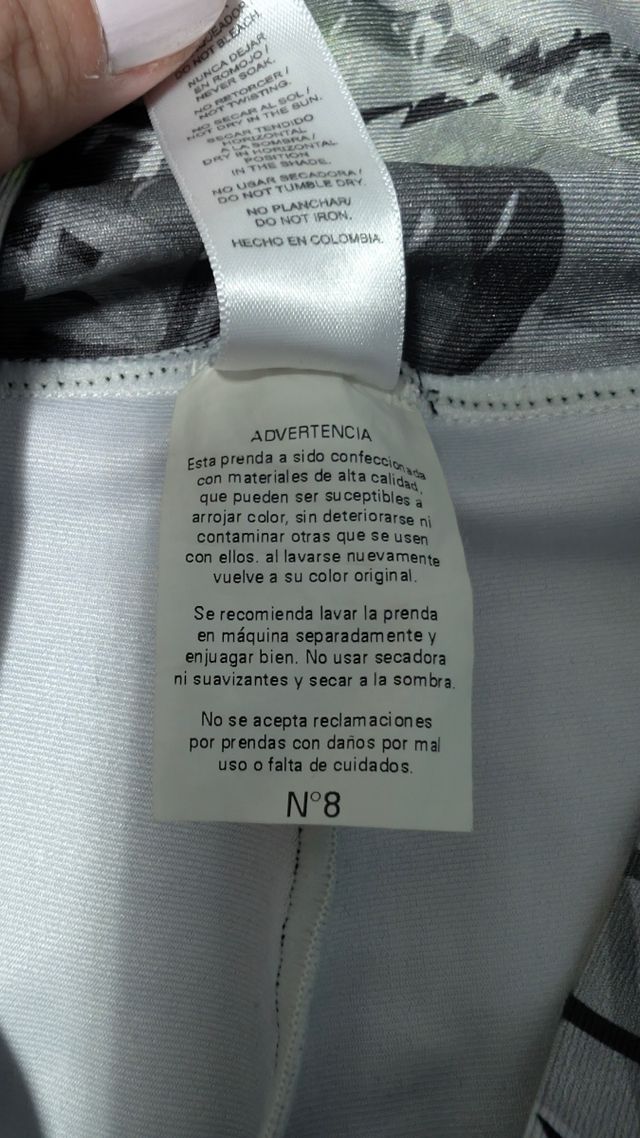 DO NOT BLEACH.
NUNCA DEJAR
EN ROMOJO/
NEVER SOAK.
NO RETORCER/
NOT TWISTING.
NO SECAR AL SOL/
NOT DRY IN THE SUN.
SECAR TENDIDO
HORIZONTAL
A LA SOMBRA/
DRY IN HORIZONTAL
POSITION
IN THE SHADE.
NO USAR SECADORA/
DO NOT TUMBLE DRY.
NO PLANCHAR/
DO NOT IRON.
HECHO EN COLOMBIA.
ADVERTENCIA
Esta prenda a sido confeccionada
con materiales de alta calidad,
que pueden ser suceptibles a
arrojar color, sin deteriorarse ni
contaminar otras que se usen
con ellos. al lavarse nuevamente
vuelve a su color original.
Se recomienda lavar la prenda
en máquina separadamente y
enjuagar bien. No usar secadora
ni suavizantes y secar a la sombra.
No se acepta reclamaciones
por prendas con daños por mal
uso o falta de cuidados.
N°8